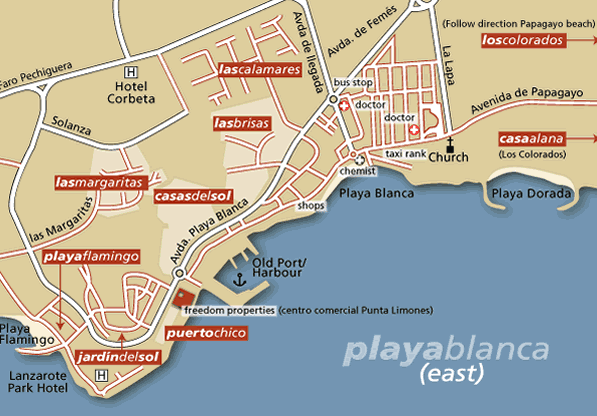 (Follow direction Papagayo beach)
loscolorados
Avda de llegada
Avda. de Femés
La Lapa
Faro Pechiguera
H
Hotel
Corbeta
lascalamares
bus stop
doctor
doctor
Avenida de Papagayo
Solanza
lasbrisas
casaalana
(Los Colorados)
taxi rank
Church
chemist
lasmargaritas
casasdelsol
Playa Blanca
Playa Dorada
shops
las Margaritas
Avda. Playa Blanca
playaflamingo
Old Port/
Harbour
freedom properties (centro comercial Punta Limones)
Playa
Flamingo
puertochico
jardíndelsol
playablanca
(east)
Lanzarote
Park Hotel
H